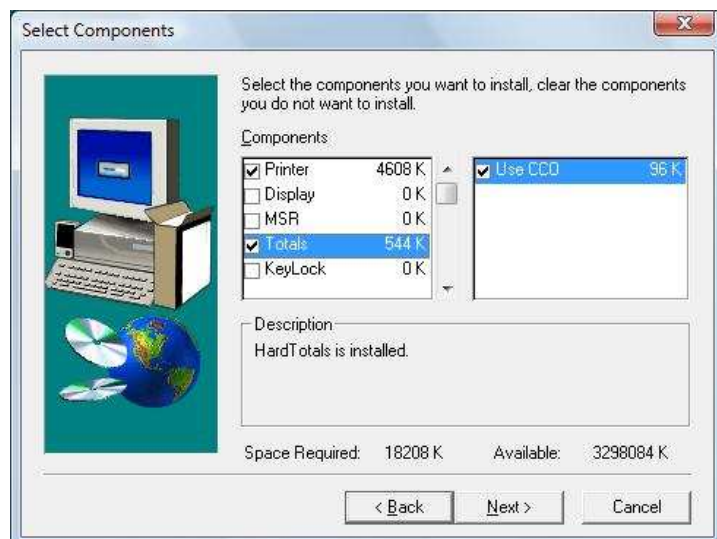 Select Components
Select the components you want to install, clear the components
you do not want to install.
Components
Printer 4608 K
Display 0 K
MSR 0 K
Totals 544 K
KeyLock 0 K
Use CCO 96 K
Description
HardTotals is installed.
Space Required: 18208 K Available: 3298084 K
< Back Next > Cancel